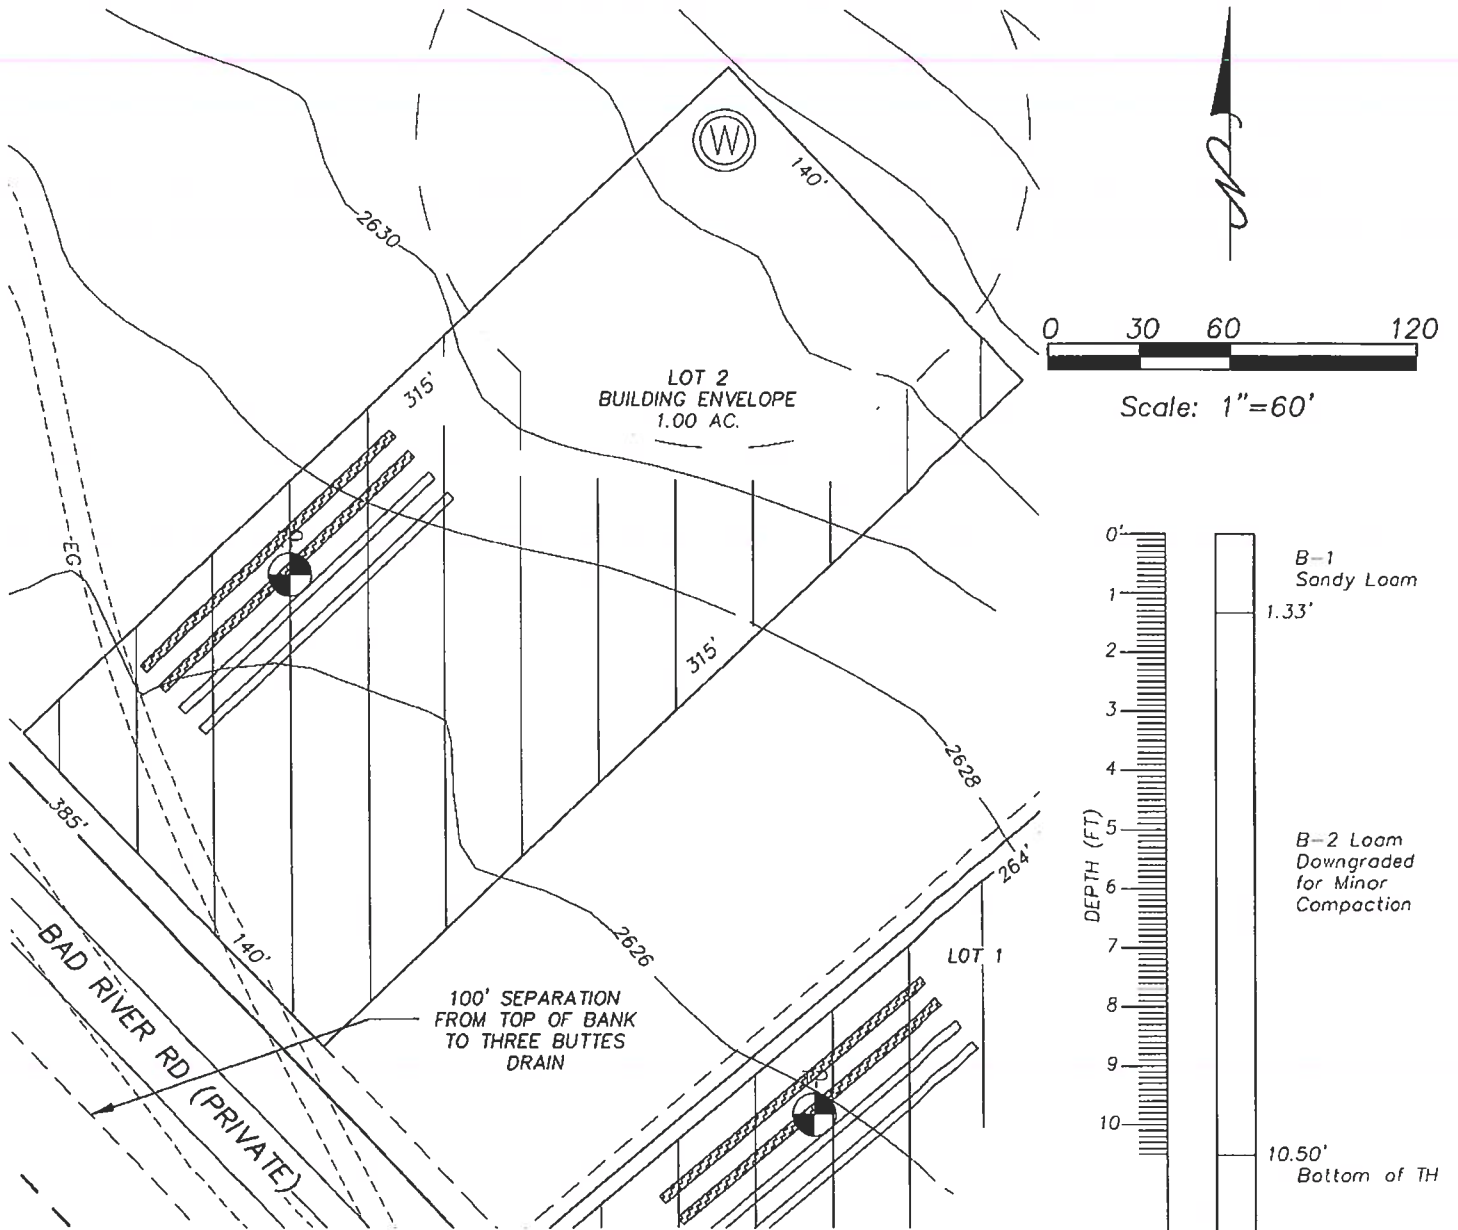 W
140'
N
0 30 60 120
Scale: 1"=60'
2630
315'
LOT 2
BUILDING ENVELOPE
1.00 AC.
EG
P
315'
2628
385'
264'
LOT 1
140'
2626
100' SEPARATION
FROM TOP OF BANK
TO THREE BUTTES
DRAIN
P
BAD RIVER RD (PRIVATE)
DEPTH (FT)
0'
1
2
3
4
5
6
7
8
9
10
B-1
Sandy Loam
1.33'
B-2 Loam
Downgraded
for Minor
Compaction
10.50'
Bottom of TH